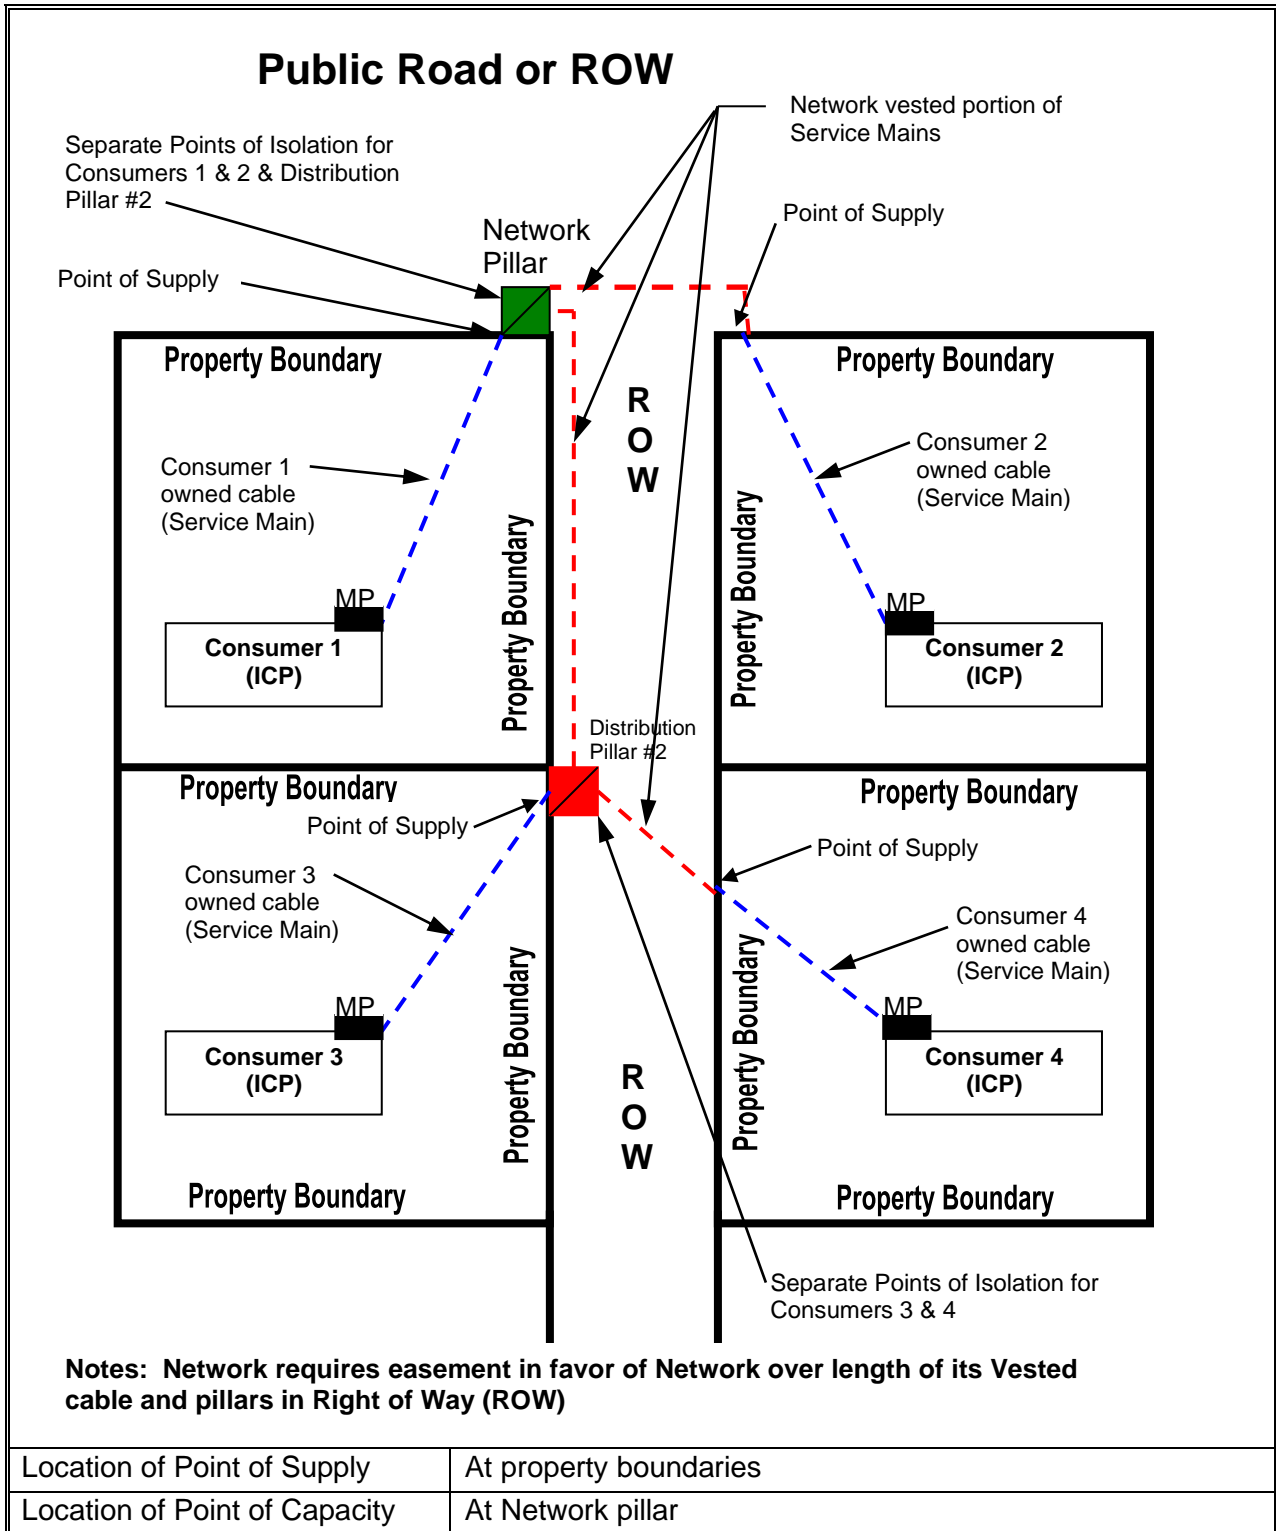 Public Road or ROW
Network vested portion of
Service Mains
Separate Points of Isolation for
Consumers 1 & 2 & Distribution
Pillar #2
Point of Supply
Network
Pillar
Point of Supply
Property Boundary
Property Boundary
R
O
W
Consumer 1
owned cable
(Service Main)
Consumer 2
owned cable
(Service Main)
Property Boundary
Property Boundary
MP
Consumer 1
(ICP)
MP
Consumer 2
(ICP)
Distribution
Pillar #2
Property Boundary
Property Boundary
Point of Supply
Point of Supply
Consumer 3
owned cable
(Service Main)
Consumer 4
owned cable
(Service Main)
Property Boundary
Property Boundary
MP
Consumer 3
(ICP)
MP
Consumer 4
(ICP)
R
O
W
Property Boundary
Property Boundary
Separate Points of Isolation for
Consumers 3 & 4
Notes: Network requires easement in favor of Network over length of its Vested
cable and pillars in Right of Way (ROW)
Location of Point of Supply At property boundaries
Location of Point of Capacity At Network pillar